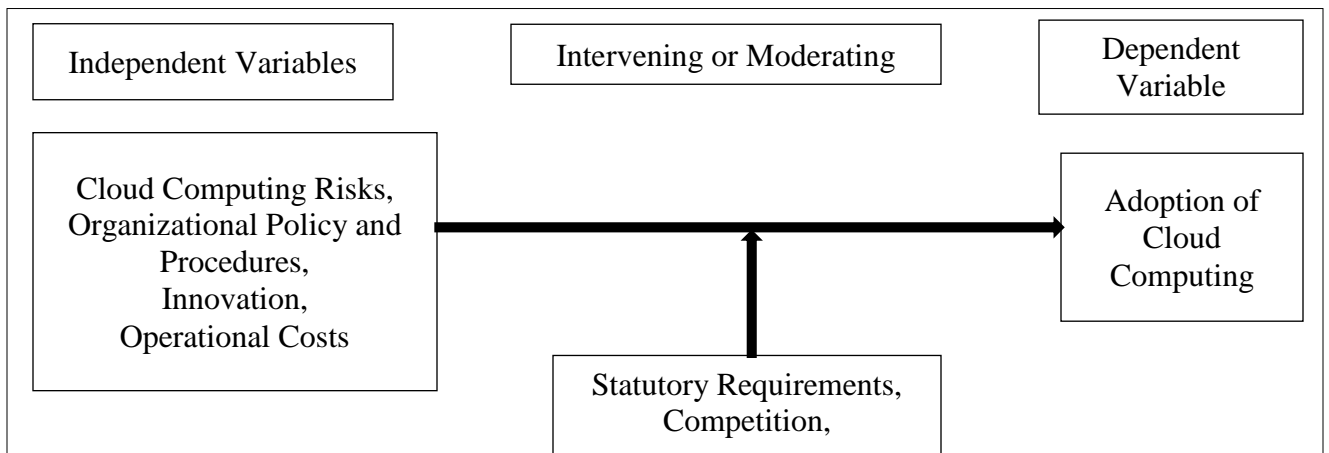 Independent Variables
Intervening or Moderating
Dependent
Variable
Cloud Computing Risks,
Organizational Policy and
Procedures,
Innovation,
Operational Costs
Adoption of
Cloud
Computing
Statutory Requirements,
Competition,